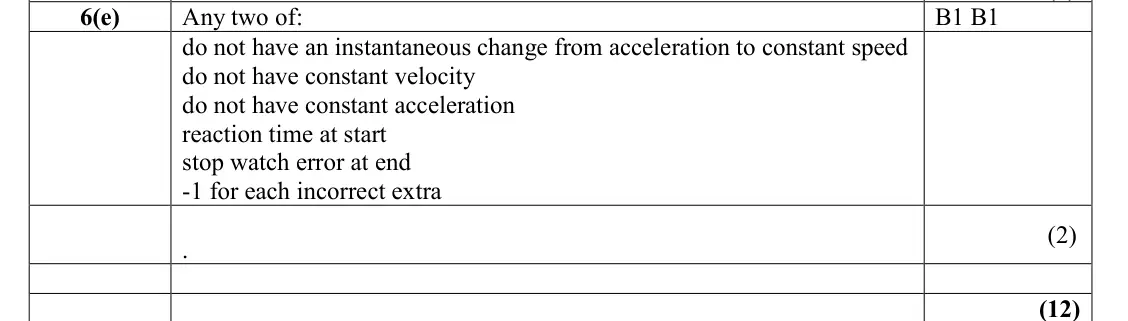 6(e) Any two of: B1 B1
do not have an instantaneous change from acceleration to constant speed
do not have constant velocity
do not have constant acceleration
reaction time at start
stop watch error at end
-1 for each incorrect extra
(2)
.
(12)